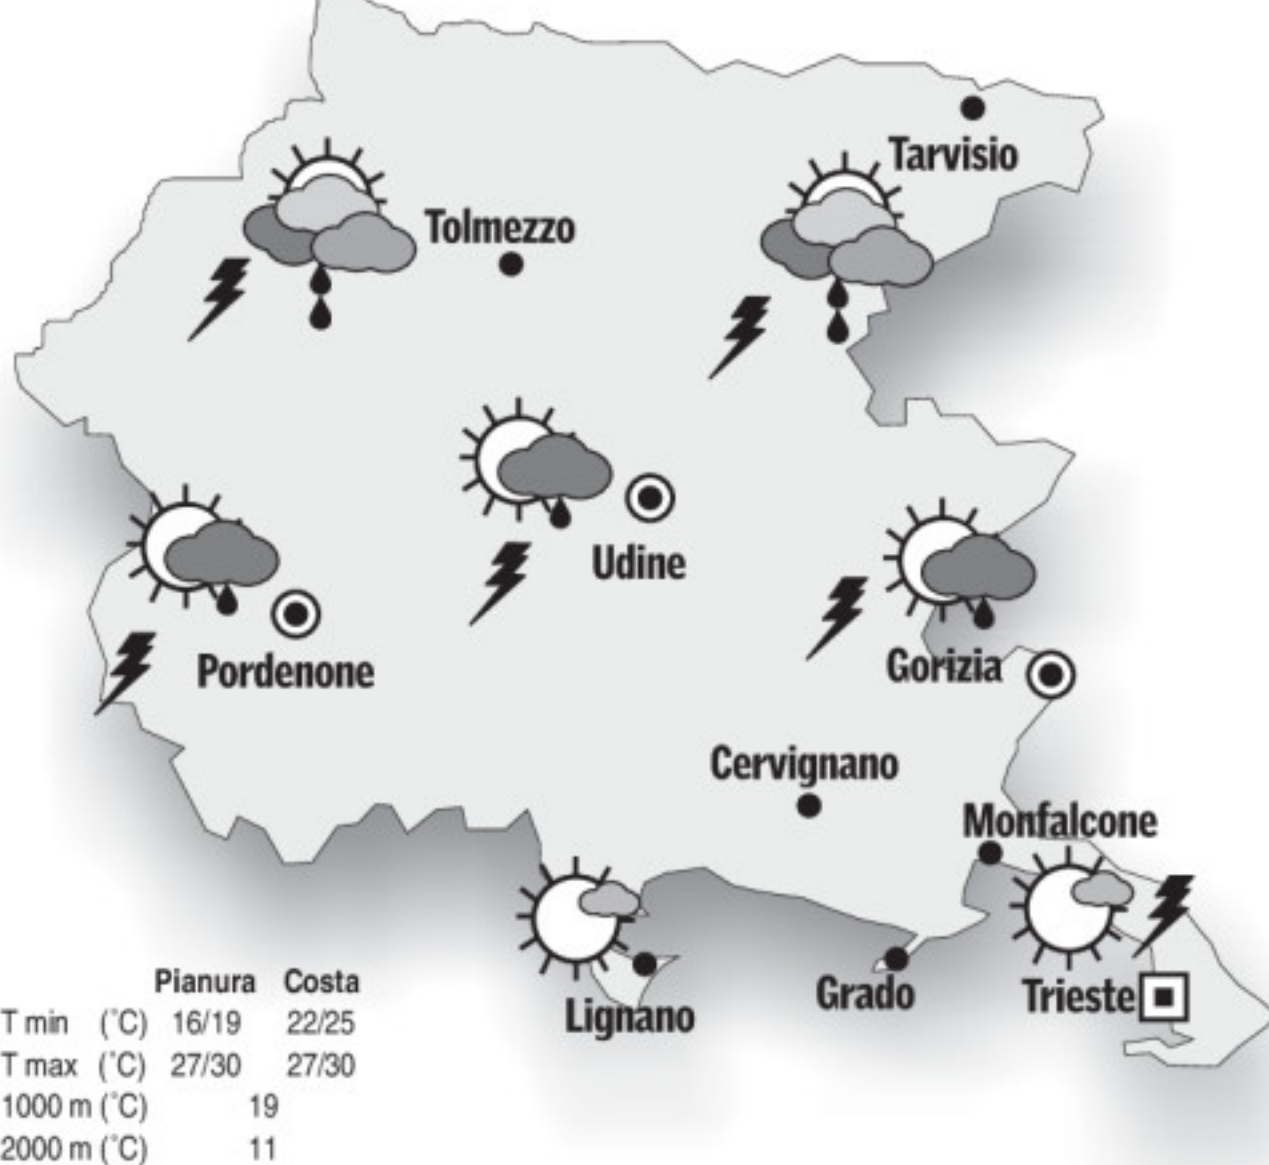 Tarvisio
Tolmezzo
Udine
Pordenone
Gorizia
Cervignano
Monfalcone
Grado
Trieste
Lignano
Pianura Costa
T min (°C) 16/19 22/25
T max (°C) 27/30 27/30
1000 m (°C) 19
2000 m (°C) 11